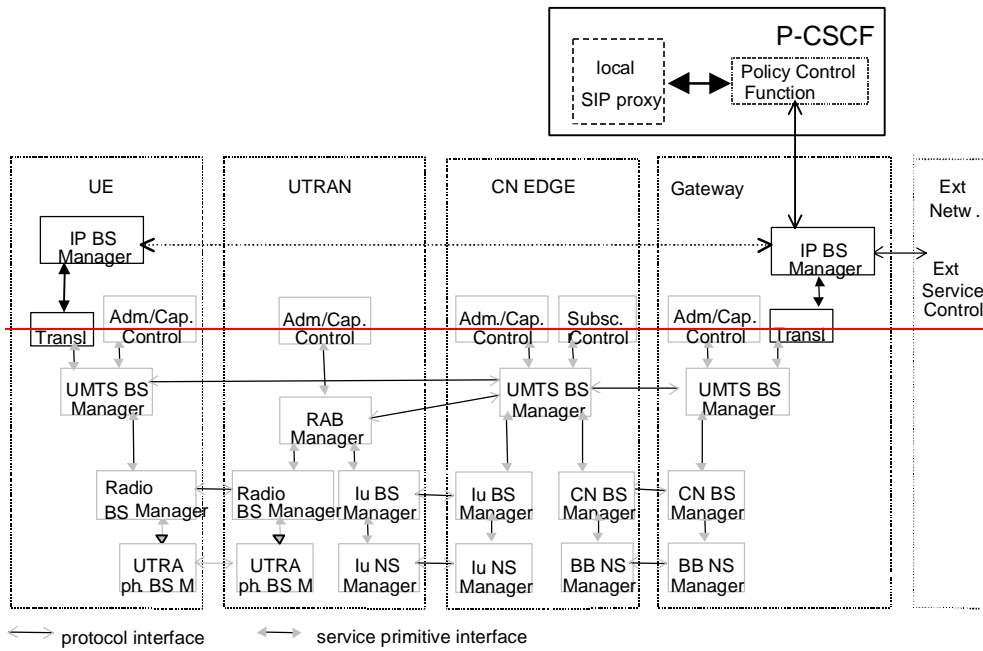 P-CSCF
local
SIP proxy
Policy Control
Function
UE
UTRAN
CN EDGE
Gateway
Ext
Netw .
IP BS
Manager
IP BS
Manager
Ext
Service
Control
Transl
Adm/Cap.
Control
Adm/Cap.
Control
Adm./Cap.
Control
Subsc.
Control
Adm/Cap.
Control
Transl
UMTS BS
Manager
UMTS BS
Manager
UMTS BS
Manager
RAB
Manager
Radio
BS Manager
Radio
BS Manager
Iu BS
Manager
Iu BS
Manager
CN BS
Manager
CN BS
Manager
UTRA
ph. BS M
UTRA
ph. BS M
Iu NS
Manager
Iu NS
Manager
BB NS
Manager
BB NS
Manager
protocol interface
service primitive interface